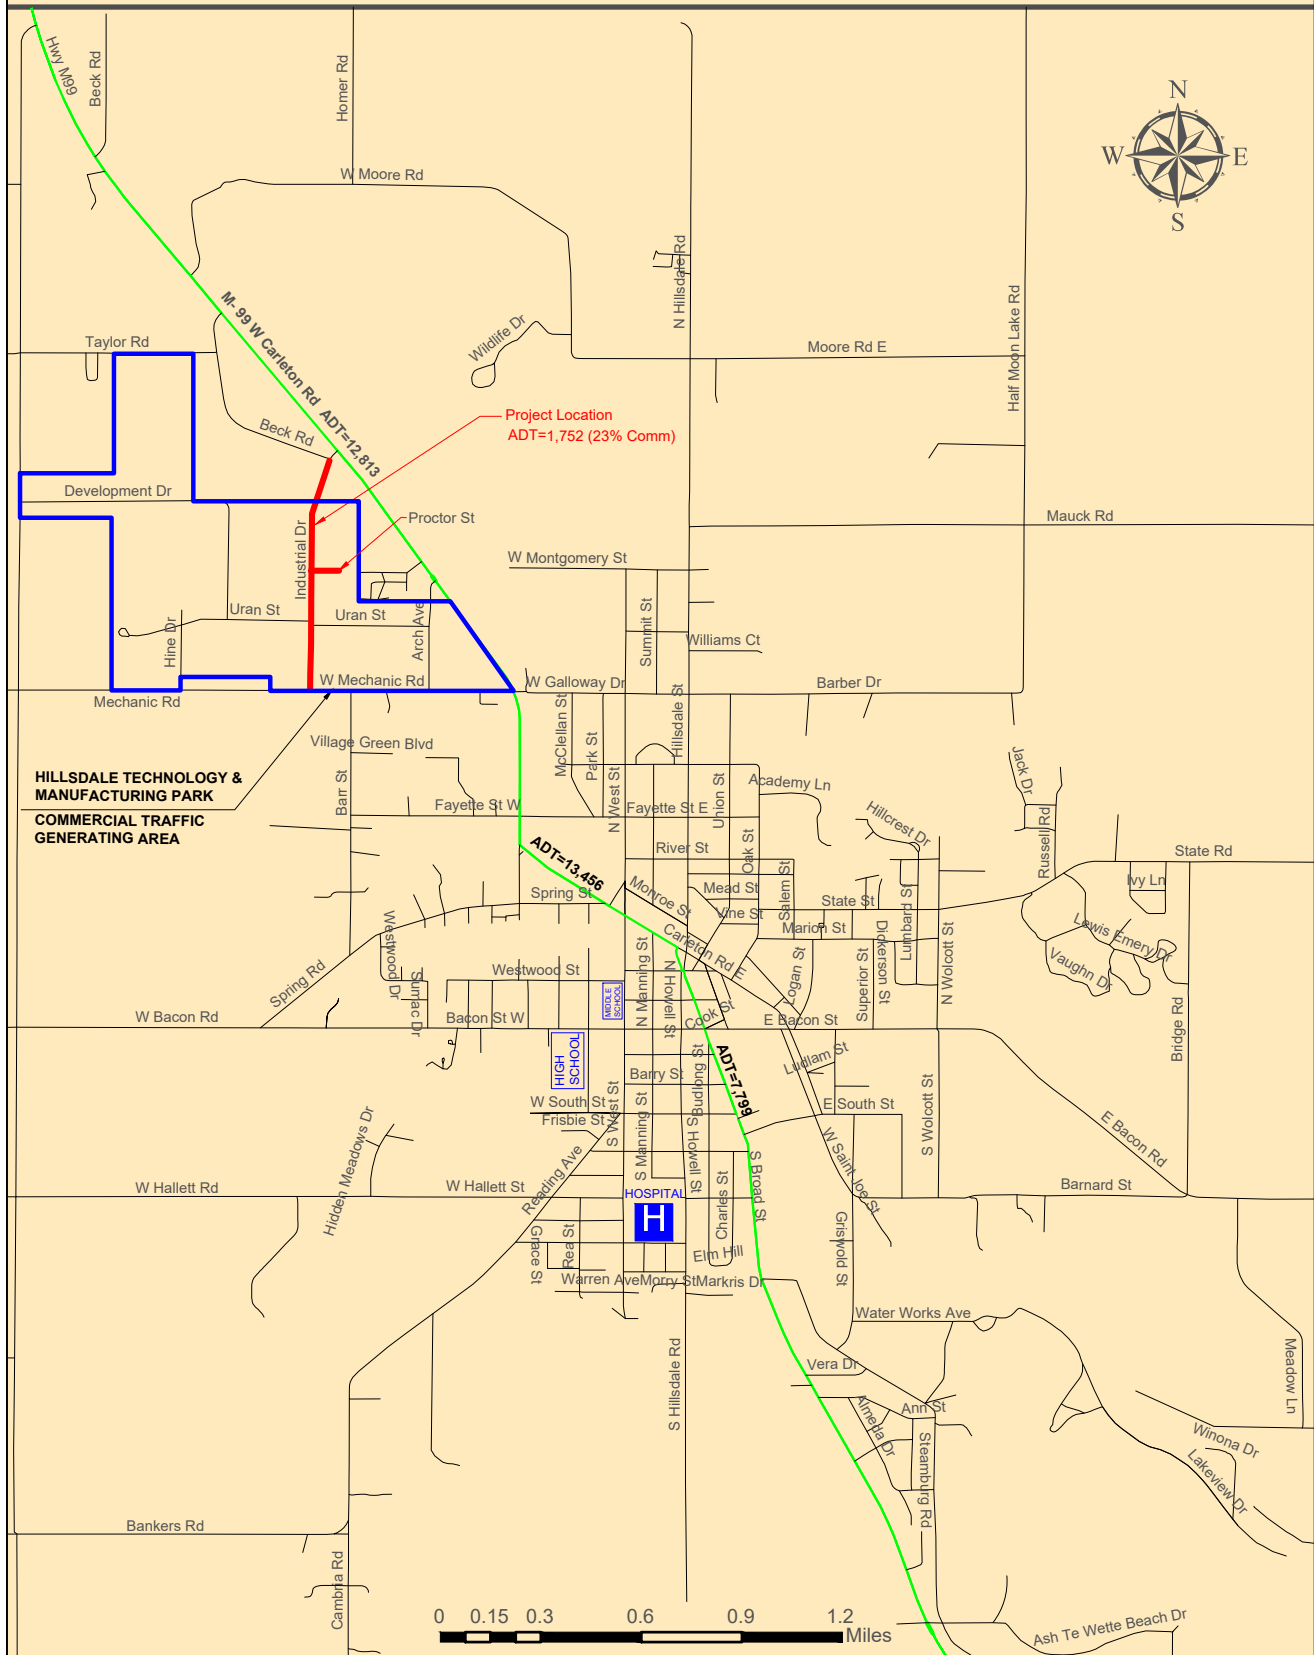 Hwy M99
Beck Rd
Homer Rd
W Moore Rd
N
W E
S
N Hillsdale Rd
Half Moon Lake Rd
M- 99 W Carleton Rd ADT=12,813
Taylor Rd
Wildlife Dr
Moore Rd E
Beck Rd
Project Location
ADT=1,752 (23% Comm)
Development Dr
Industrial Dr
Proctor St
Mauck Rd
W Montgomery St
Uran St
Uran St
Arch Ave
Hine Dr
Summit St
Williams Ct
W Mechanic Rd
W Galloway Dr
Barber Dr
Mechanic Rd
Village Green Blvd
McClellan St
Park St
Hillsdale St
HILLSDALE TECHNOLOGY &
MANUFACTURING PARK
COMMERCIAL TRAFFIC
GENERATING AREA
Barr St
Fayette St W
N West St
Fayette St E
Union St
Academy Ln
Jack Dr
Hillcrest Dr
Russell Rd
ADT=13,456
River St
Oak St
State Rd
Spring St
Monroe St
Mead St
Salem St
State St
Lumbard St
Ivy Ln
Vine St
Marion St
Dickerson St
Lewis Emery Dr
Westwood Dr
Carleton Rd E
Vaughn Dr
Spring Rd
Sumac Dr
Westwood St
MIDDLE
SCHOOL
N Manning St
N Howell St
Logan St
Superior St
N Wolcott St
Bridge Rd
W Bacon Rd
Bacon St W
Cook St
E Bacon St
HIGH
SCHOOL
Barry St
Budlong St
ADT=7,799
Ludlam St
W South St
Frisbie St
S West St
S Manning St
S Howell St
E South St
S Wolcott St
E Bacon Rd
Hidden Meadows Dr
Reading Ave
W Saint Joe St
W Hallett Rd
W Hallett St
HOSPITAL
H
Charles St
S Broad St
Barnard St
Grace St
Rea St
Elm Hill
Griswold St
Warren Ave
Morry St
Markris Dr
Water Works Ave
S Hillsdale Rd
Vera Dr
Meadow Ln
Almeda Dr
Ann St
Steamburg Rd
Winona Dr
Lakeview Dr
Bankers Rd
Cambria Rd
0 0.15 0.3 0.6 0.9 1.2
Miles
Ash Te Wette Beach Dr